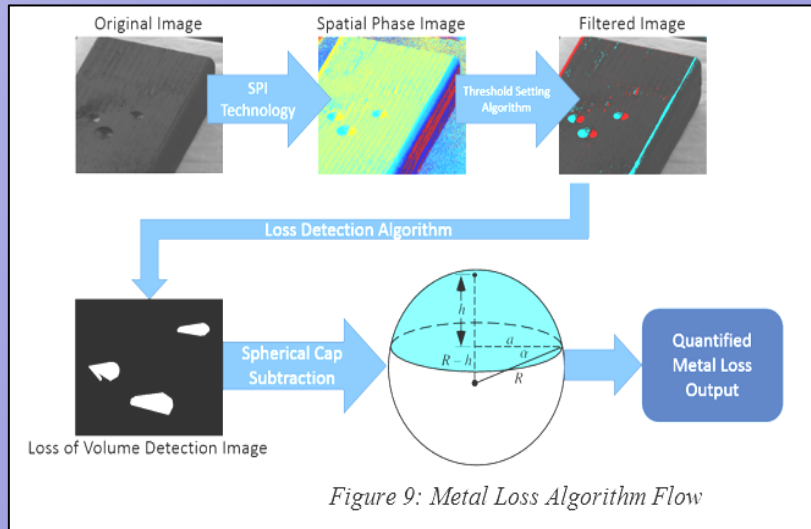 Original Image
Spatial Phase Image
Filtered Image
SPI
Technology
Threshold Setting
Algorithm
Loss Detection Algorithm
Spherical Cap
Subtraction
h
a
α
R – h
R
Quantified
Metal Loss
Output
Loss of Volume Detection Image
Figure 9: Metal Loss Algorithm Flow